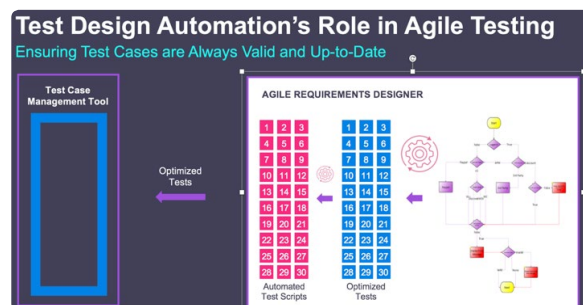 Test Design Automation's Role in Agile Testing
Ensuring Test Cases are Always Valid and Up-to-Date
Test Case
Management Tool
Optimized
Tests
AGILE REQUIREMENTS DESIGNER
1 2 3 1 2 3
4 5 6 4 5 6
7 8 9 7 8 9
10 11 12 10 11 12
13 14 15 13 14 15
16 17 18 16 17 18
19 20 21 19 20 21
22 23 24 22 23 24
25 26 27 25 26 27
28 29 30 28 29 30
Automated
Test Scripts
Optimized
Tests